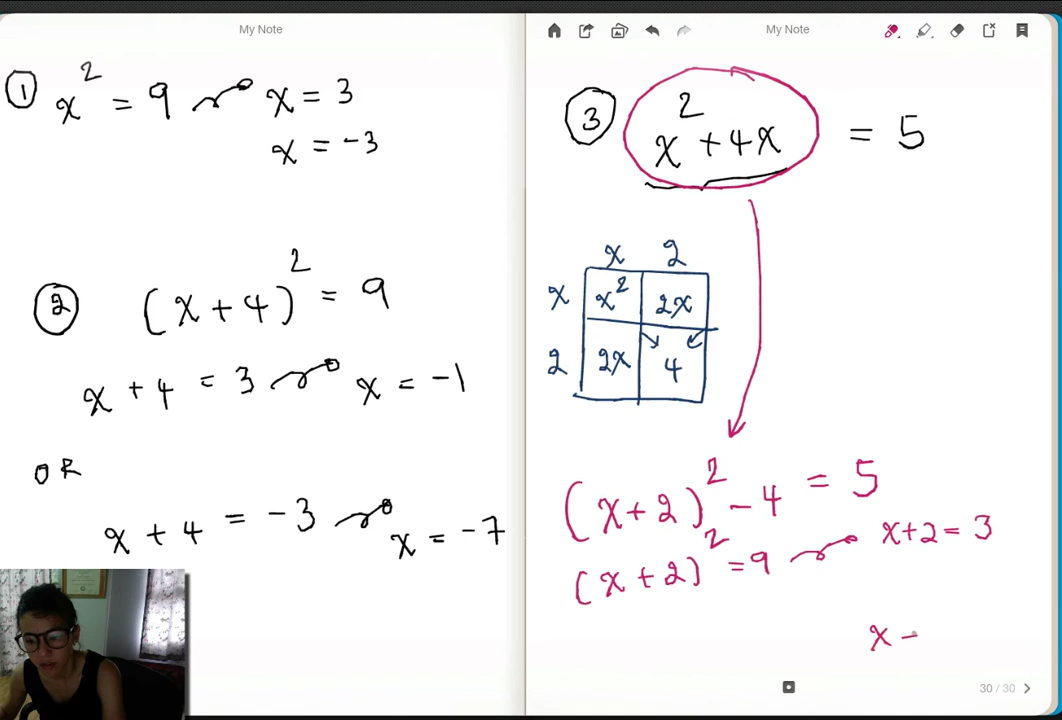 My Note
① x² = 9 x = 3
x = -3
② (x + 4)² = 9
x + 4 = 3 x = -1
OR
x + 4 = -3 x = -7
My Note
③ x² + 4x = 5
x 2
x x² 2x
2 2x 4
(x+2)² - 4 = 5
(x + 2)² = 9 x+2 = 3
x -
30 / 30